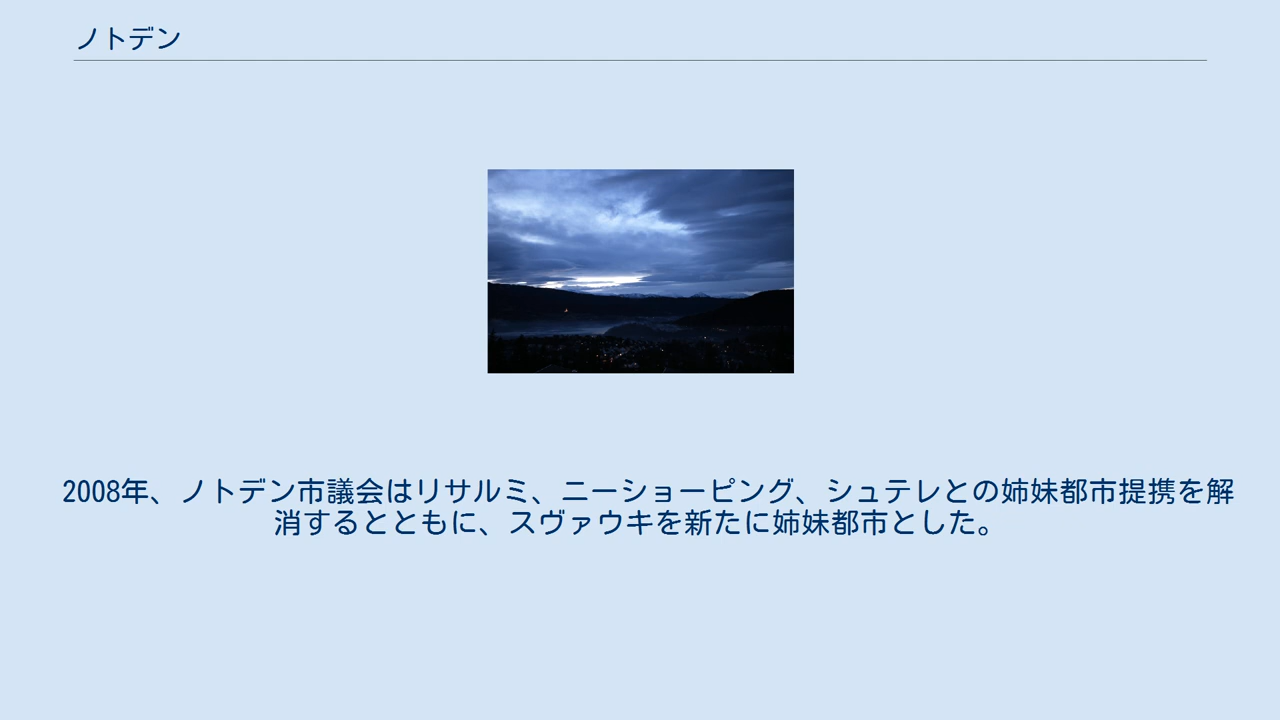 ノトデン
2008年、ノトデン市議会はリサルミ、ニーショーピング、シュテレとの姉妹都市提携を解
消するとともに、スヴァウキを新たに姉妹都市とした。